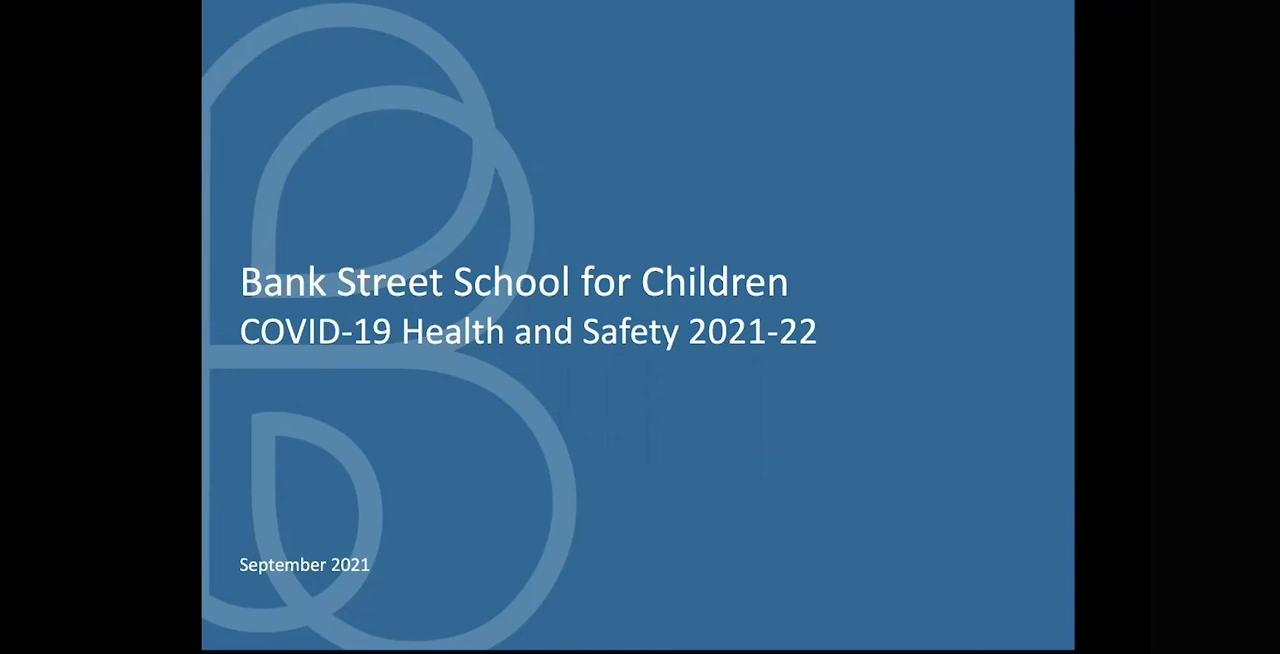 Bank Street School for Children
COVID-19 Health and Safety 2021-22
September 2021